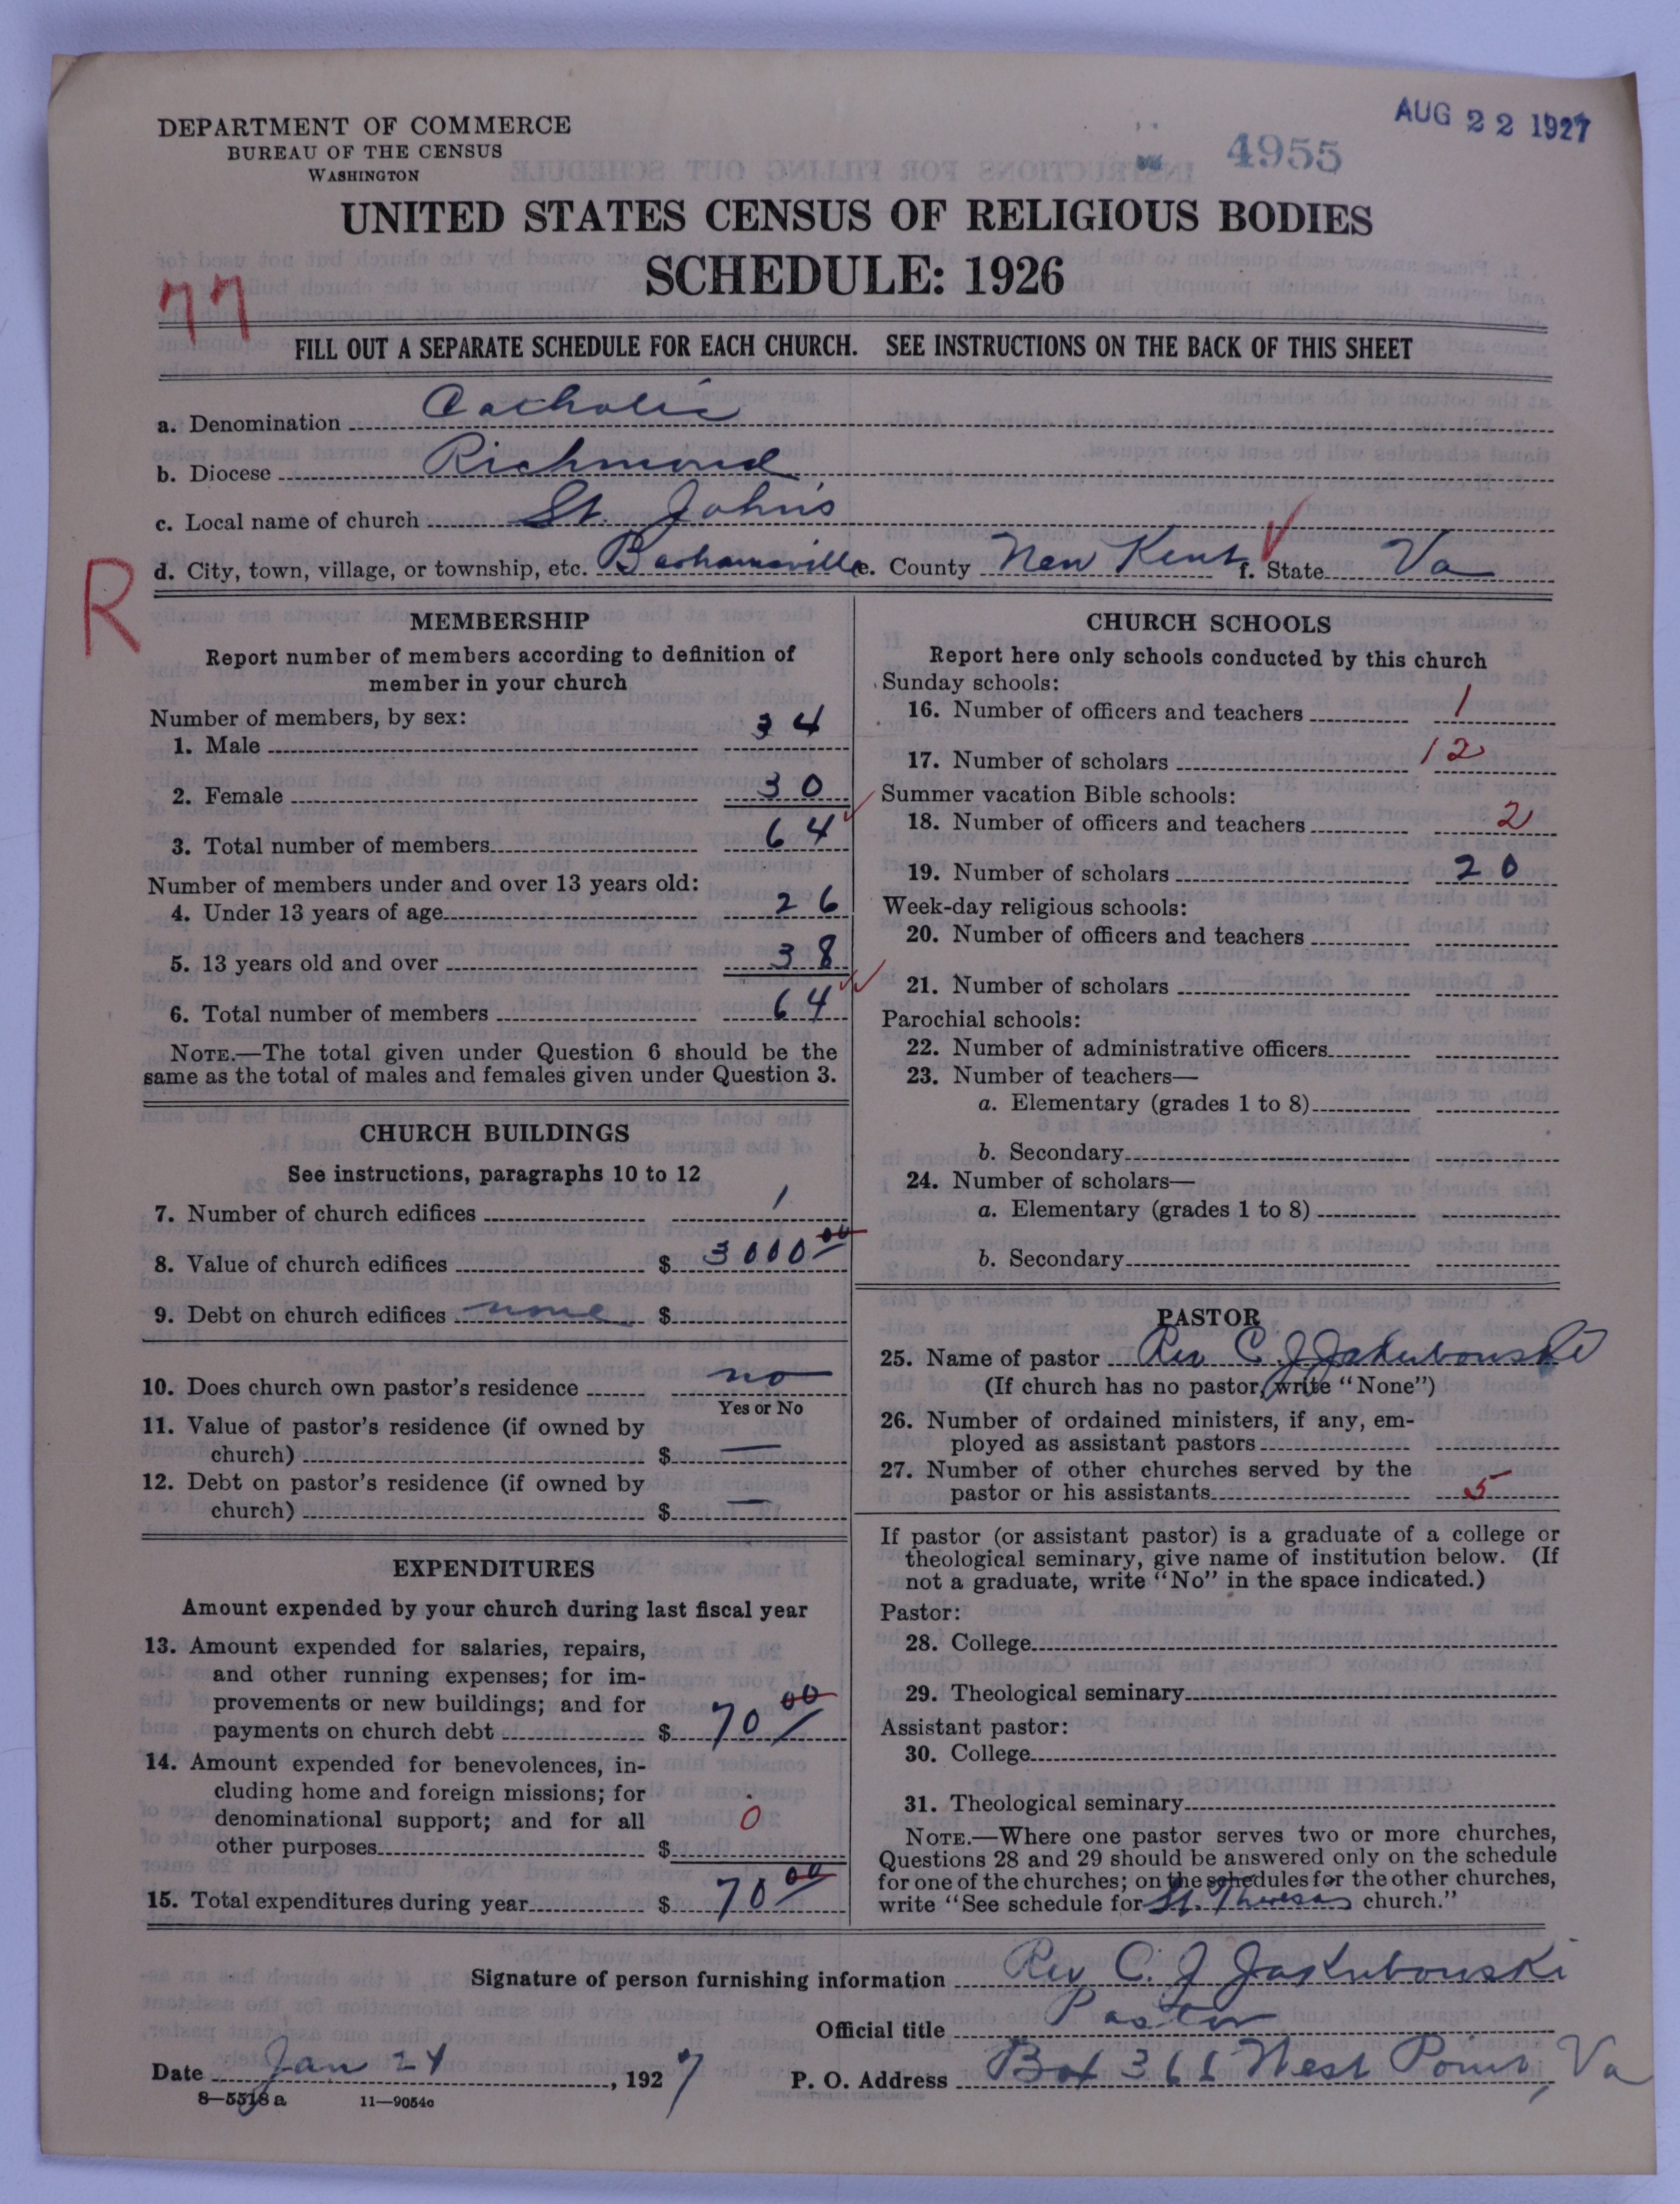 AUG 22 1927
4955
DEPARTMENT OF COMMERCE
BUREAU OF THE CENSUS
WASHINGTON
UNITED STATES CENSUS OF RELIGIOUS BODIES
SCHEDULE: 1926
77
FILL OUT A SEPARATE SCHEDULE FOR EACH CHURCH. SEE INSTRUCTIONS ON THE BACK OF THIS SHEET
a. Denomination Catholic
b. Diocese Richmond
c. Local name of church St. John's
R
d. City, town, village, or township, etc. Barhamsville e. County New Kent f. State Va
MEMBERSHIP
Report number of members according to definition of
member in your church
Number of members, by sex:
1. Male 34
2. Female 30
3. Total number of members 64
Number of members under and over 13 years old:
4. Under 13 years of age 26
5. 13 years old and over 38
6. Total number of members 64
NOTE.—The total given under Question 6 should be the
same as the total of males and females given under Question 3.
CHURCH BUILDINGS
See instructions, paragraphs 10 to 12
7. Number of church edifices 1
8. Value of church edifices $ 3000 00
9. Debt on church edifices none $
10. Does church own pastor's residence no
Yes or No
11. Value of pastor's residence (if owned by
church) $ —
12. Debt on pastor's residence (if owned by
church) $ —
EXPENDITURES
Amount expended by your church during last fiscal year
13. Amount expended for salaries, repairs,
and other running expenses; for im-
provements or new buildings; and for
payments on church debt $ 70 00
14. Amount expended for benevolences, in-
cluding home and foreign missions; for
denominational support; and for all
other purposes $ 0
15. Total expenditures during year $ 70 00
CHURCH SCHOOLS
Report here only schools conducted by this church
Sunday schools:
16. Number of officers and teachers 1
17. Number of scholars 12
Summer vacation Bible schools:
18. Number of officers and teachers 2
19. Number of scholars 20
Week-day religious schools:
20. Number of officers and teachers
21. Number of scholars
Parochial schools:
22. Number of administrative officers
23. Number of teachers—
a. Elementary (grades 1 to 8)
b. Secondary
24. Number of scholars—
a. Elementary (grades 1 to 8)
b. Secondary
PASTOR
25. Name of pastor Rev C. J Jakubowski
(If church has no pastor, write "None")
26. Number of ordained ministers, if any, em-
ployed as assistant pastors
27. Number of other churches served by the
pastor or his assistants 5
If pastor (or assistant pastor) is a graduate of a college or
theological seminary, give name of institution below. (If
not a graduate, write "No" in the space indicated.)
Pastor:
28. College
29. Theological seminary
Assistant pastor:
30. College
31. Theological seminary
NOTE.—Where one pastor serves two or more churches,
Questions 28 and 29 should be answered only on the schedule
for one of the churches; on the schedules for the other churches,
write "See schedule for St. Theresa church."
Signature of person furnishing information Rev C. J Jakubowski
Official title Pastor
Date Jan 24, 1927
P. O. Address Box 366 West Point, Va
8—5518 a 11—9054c